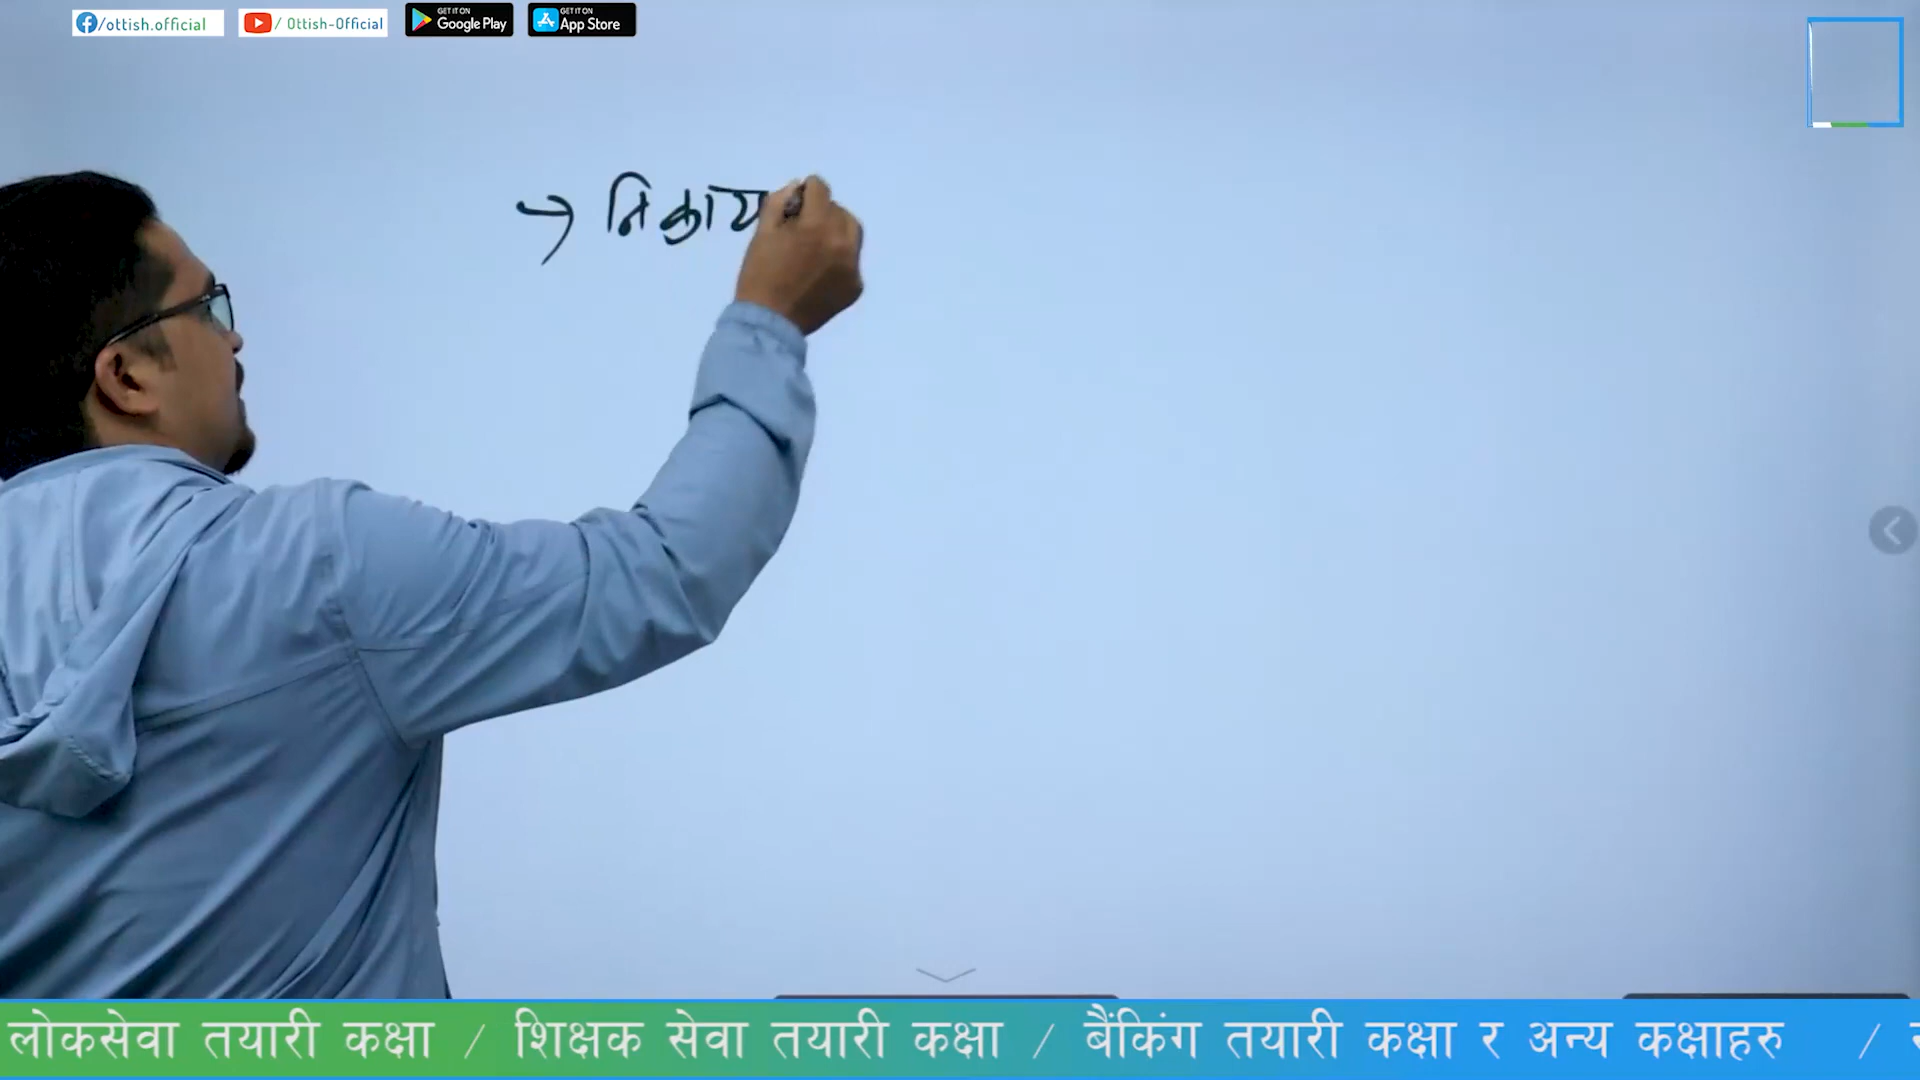 /ottish.official
/ Ottish-Official
GET IT ON
Google Play
GET IT ON
App Store
→ निकाय
लोकसेवा तयारी कक्षा / शिक्षक सेवा तयारी कक्षा / बैंकिंग तयारी कक्षा र अन्य कक्षाहरु /